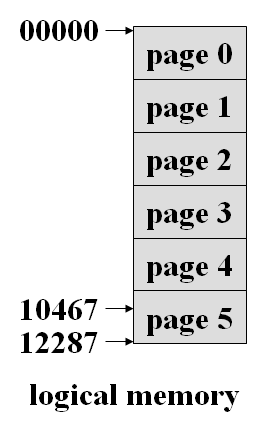 00000
page 0
page 1
page 2
page 3
page 4
10467
page 5
12287
logical memory